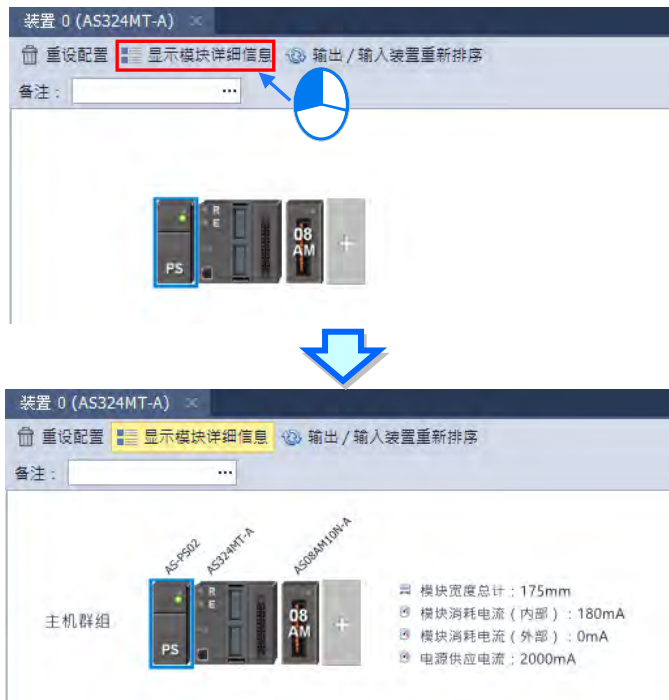 装置 0 (AS324MT-A) ×
重设配置 显示模块详细信息 输出 / 输入装置重新排序
备注 : ...
R
E
PS
08
AM
+
装置 0 (AS324MT-A) ×
重设配置 显示模块详细信息 输出 / 输入装置重新排序
备注 : ...
AS-PS02 AS324MT-A AS08AM10N-A
主机群组
R
E
PS
08
AM
+
模块宽度总计 : 175mm
模块消耗电流 ( 内部 ) : 180mA
模块消耗电流 ( 外部 ) : 0mA
电源供应电流 : 2000mA